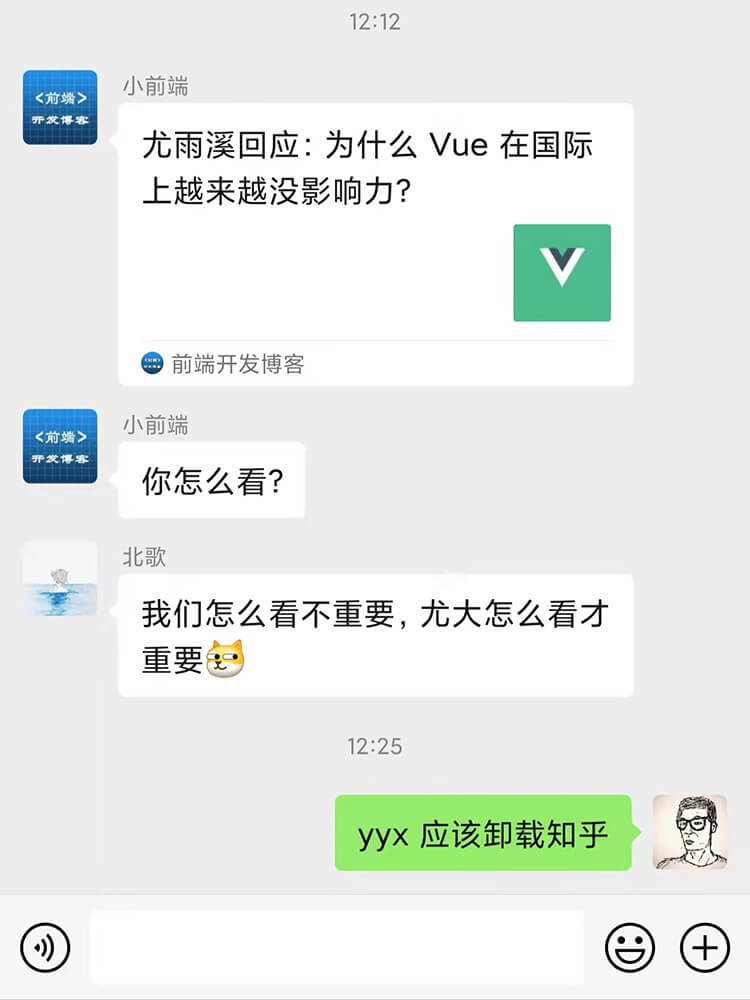 12:12
<前端>
开发博客
小前端
尤雨溪回应：为什么 Vue 在国际
上越来越没影响力？
前端开发博客
<前端>
开发博客
小前端
你怎么看？
北歌
我们怎么看不重要，尤大怎么看才
重要
12:25
yyx 应该卸载知乎